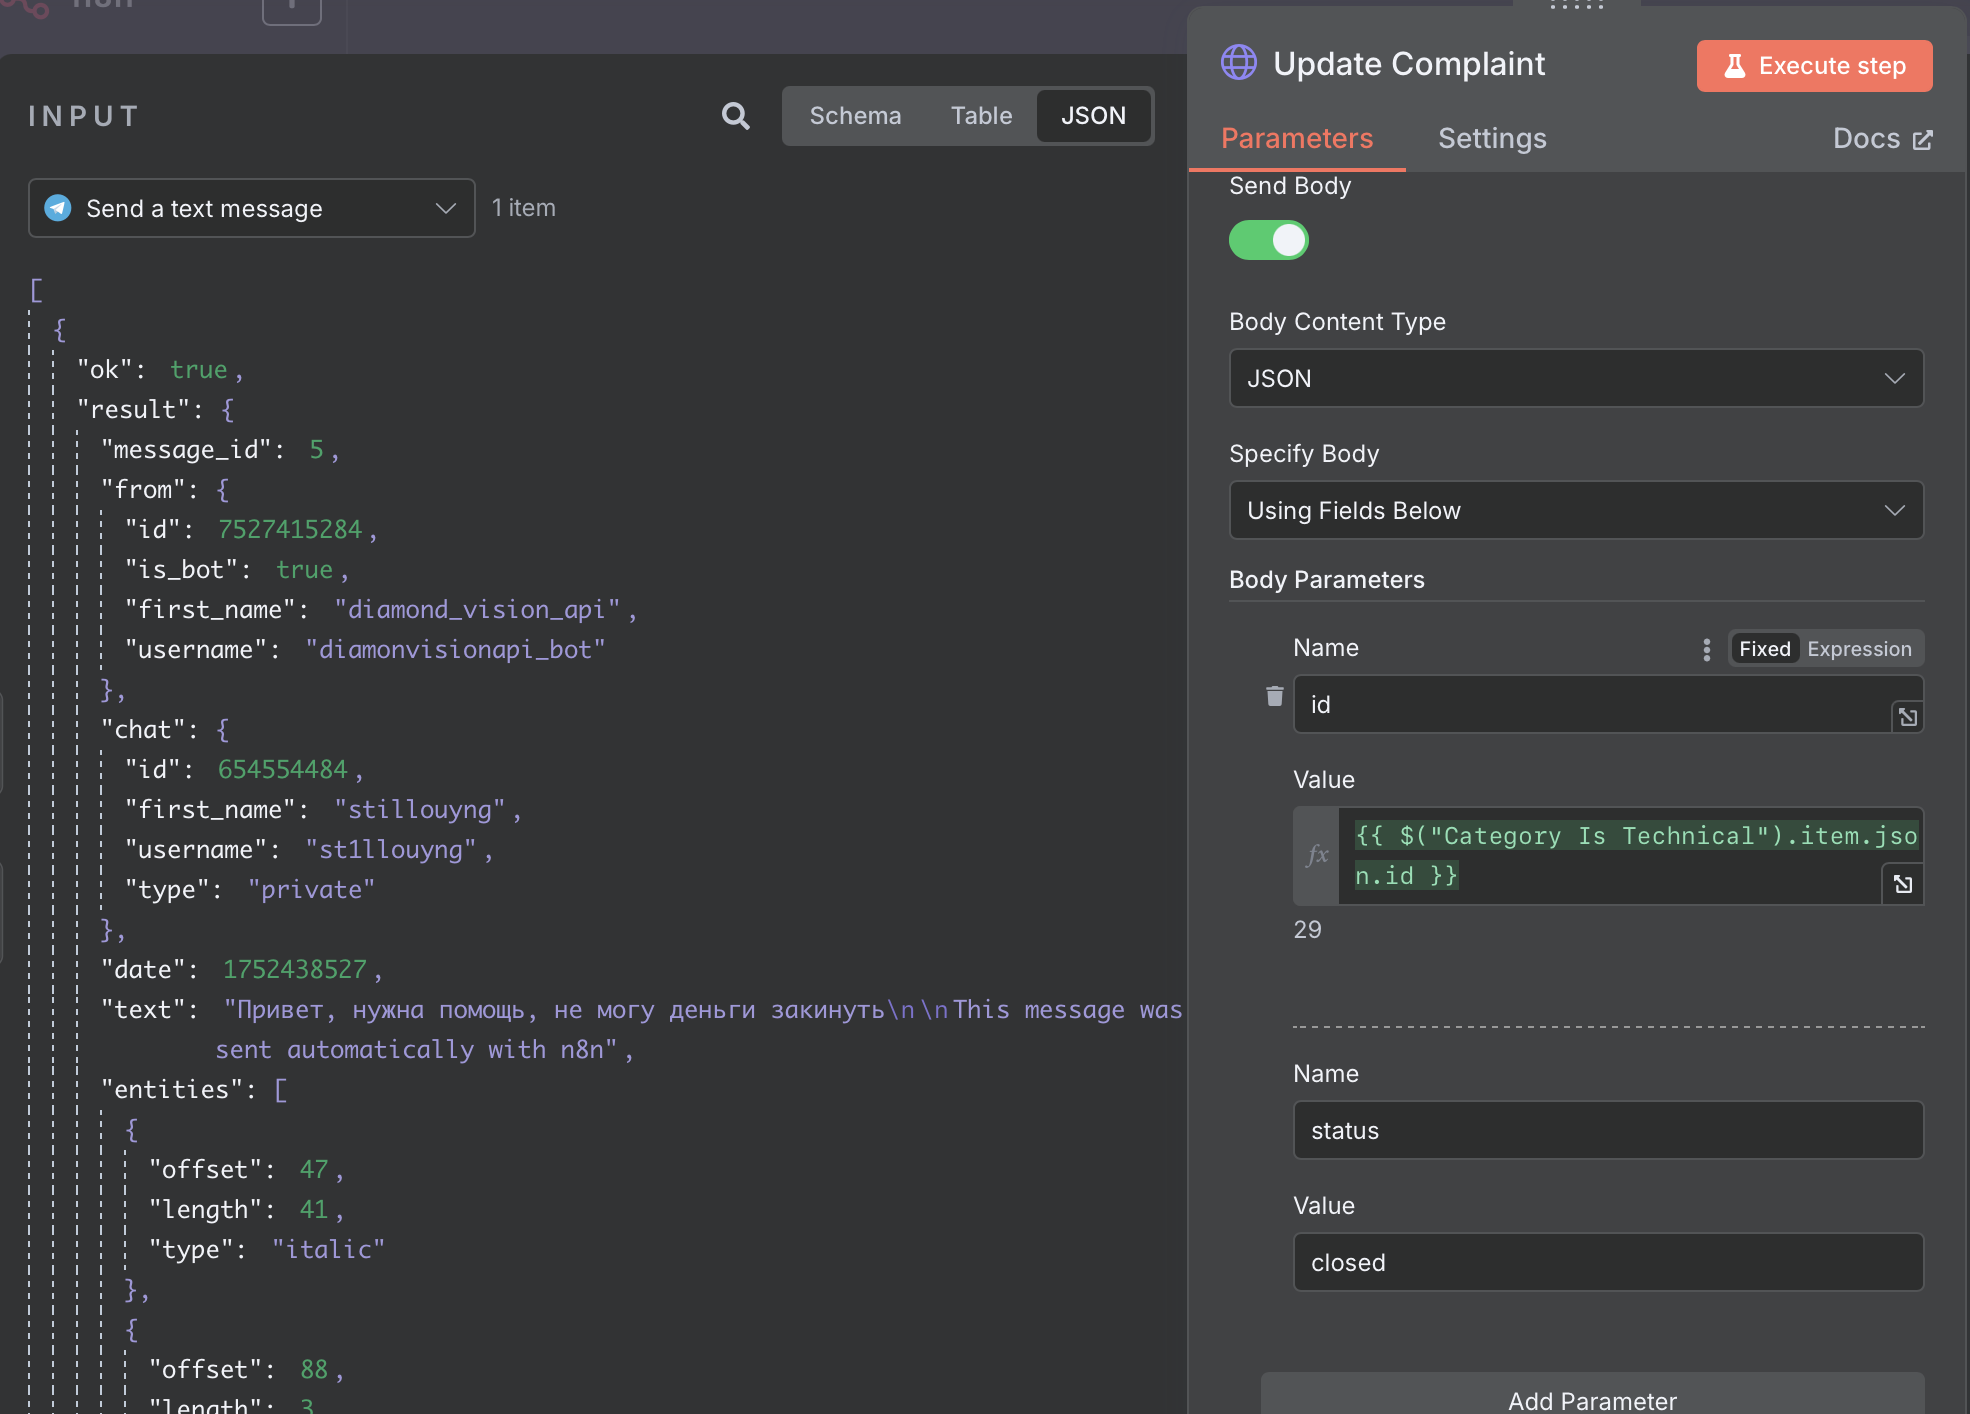 n8n
INPUT
Schema
Table
JSON
Send a text message
1 item
[
{
"ok": true,
"result": {
"message_id": 5,
"from": {
"id": 7527415284,
"is_bot": true,
"first_name": "diamond_vision_api",
"username": "diamonvisionapi_bot"
},
"chat": {
"id": 654554484,
"first_name": "stillouyng",
"username": "st1llouyng",
"type": "private"
},
"date": 1752438527,
"text": "Привет, нужна помощь, не могу деньги закинуть\n\nThis message was
sent automatically with n8n",
"entities": [
{
"offset": 47,
"length": 41,
"type": "italic"
},
{
"offset": 88,
"length": 3
Update Complaint
Execute step
Parameters
Settings
Docs
Send Body
Body Content Type
JSON
Specify Body
Using Fields Below
Body Parameters
Name
Fixed
Expression
id
Value
fx
{{ $("Category Is Technical").item.jso
n.id }}
29
Name
status
Value
closed
Add Parameter